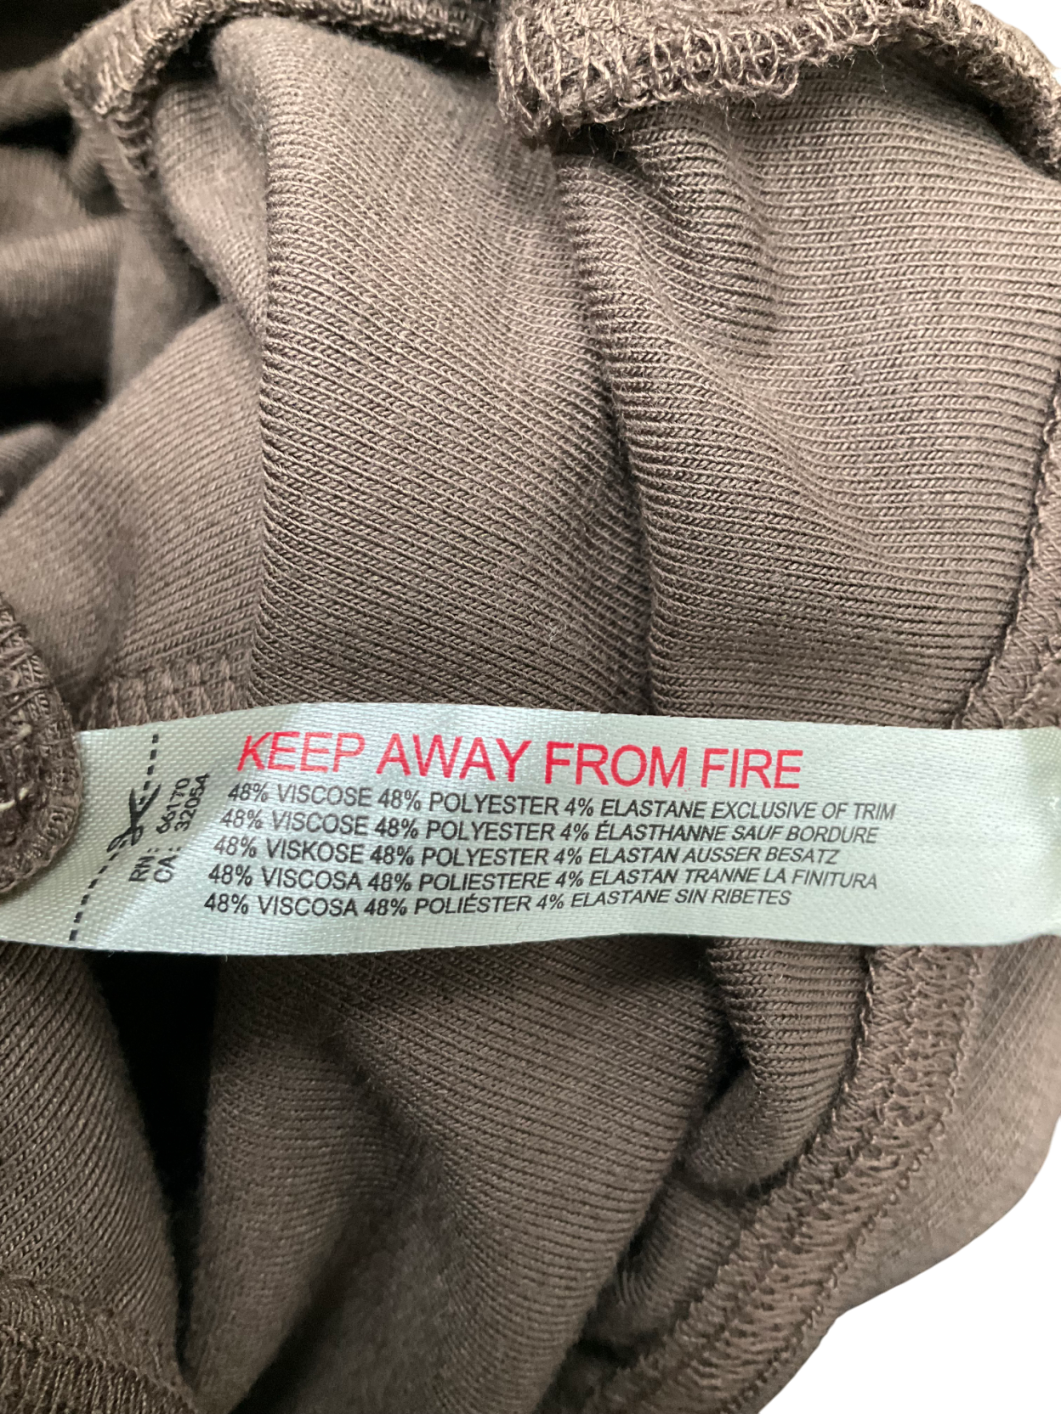 KEEP AWAY FROM FIRE
48% VISCOSE 48% POLYESTER 4% ELASTANE EXCLUSIVE OF TRIM
48% VISCOSE 48% POLYESTER 4% ÉLASTHANNE SAUF BORDURE
48% VISKOSE 48% POLYESTER 4% ELASTAN AUSSER BESATZ
48% VISCOSA 48% POLIESTERE 4% ELASTAN TRANNE LA FINITURA
48% VISCOSA 48% POLIÉSTER 4% ELASTANE SIN RIBETES
RN: 66170
CA: 32054